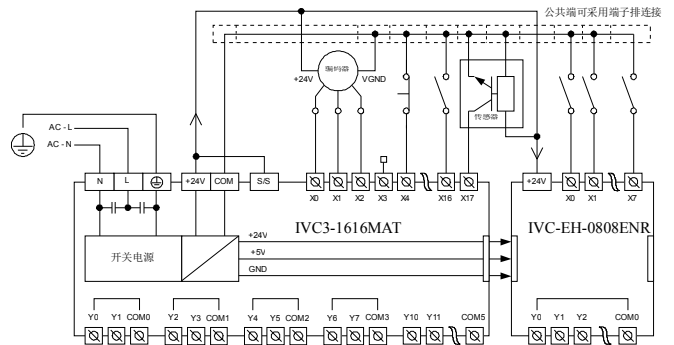 公共端可采用端子排连接
编码器
+24V
VGND
传感器
AC - L
AC - N
N L +24V COM S/S X0 X1 X2 X3 X4 X16 X17 +24V X0 X1 X7
IVC3-1616MAT
IVC-EH-0808ENR
开关电源
+24V
+5V
GND
Y0 Y1 COM0 Y2 Y3 COM1 Y4 Y5 COM2 Y6 Y7 COM3 Y10 Y11 COM5 Y0 Y1 Y2 COM0